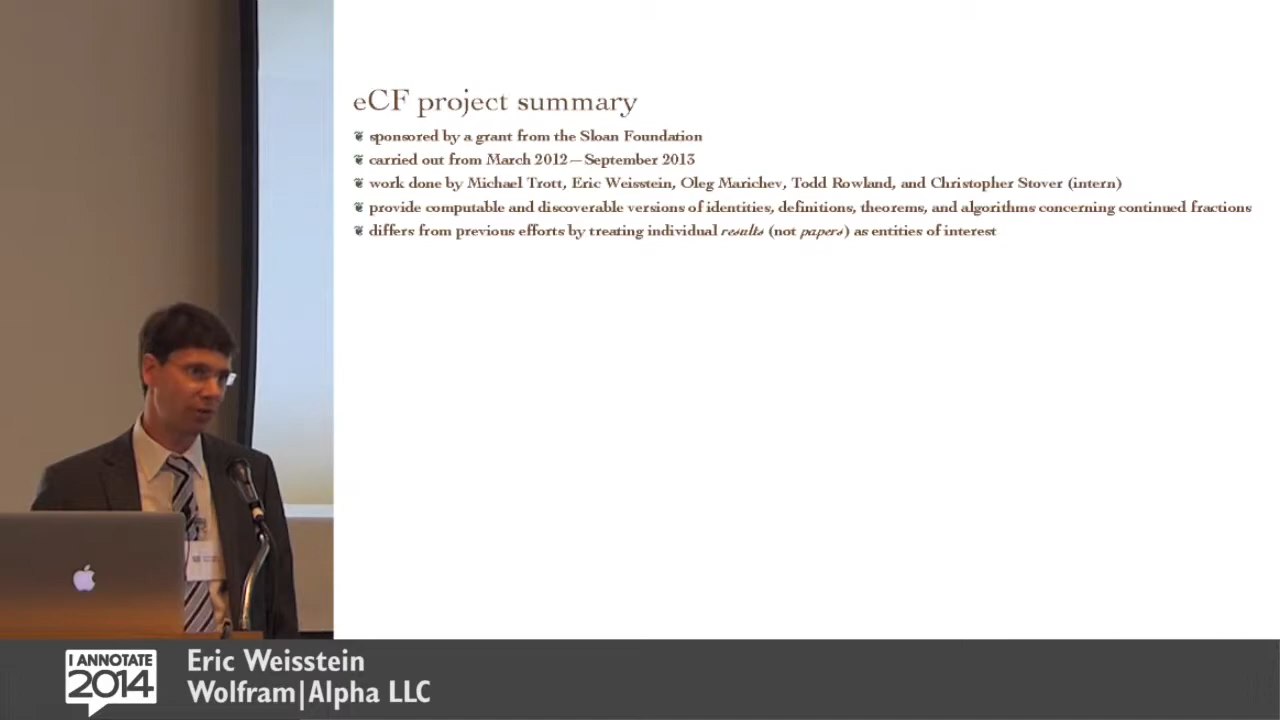 eCF project summary
sponsored by a grant from the Sloan Foundation
carried out from March 2012—September 2013
work done by Michael Trott, Eric Weisstein, Oleg Marichev, Todd Rowland, and Christopher Stover (intern)
provide computable and discoverable versions of identities, definitions, theorems, and algorithms concerning continued fractions
differs from previous efforts by treating individual results (not papers) as entities of interest
I ANNOTATE
2014
Eric Weisstein
Wolfram|Alpha LLC